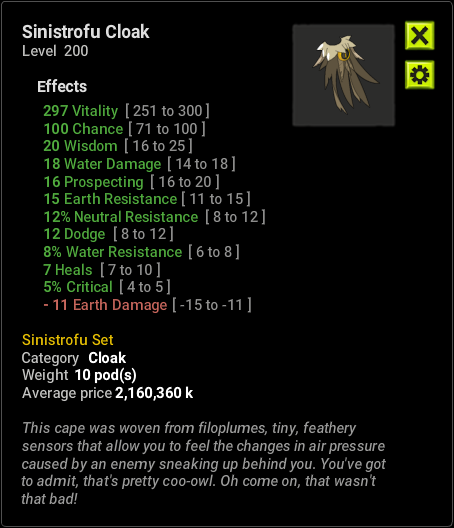 Sinistrofu Cloak
Level 200
Effects
297 Vitality [ 251 to 300 ]
100 Chance [ 71 to 100 ]
20 Wisdom [ 16 to 25 ]
18 Water Damage [ 14 to 18 ]
16 Prospecting [ 16 to 20 ]
15 Earth Resistance [ 11 to 15 ]
12% Neutral Resistance [ 8 to 12 ]
12 Dodge [ 8 to 12 ]
8% Water Resistance [ 6 to 8 ]
7 Heals [ 7 to 10 ]
5% Critical [ 4 to 5 ]
- 11 Earth Damage [ -15 to -11 ]
Sinistrofu Set
Category Cloak
Weight 10 pod(s)
Average price 2,160,360 k
This cape was woven from filoplumes, tiny, feathery
sensors that allow you to feel the changes in air pressure
caused by an enemy sneaking up behind you. You've got
to admit, that's pretty coo-owl. Oh come on, that wasn't
that bad!